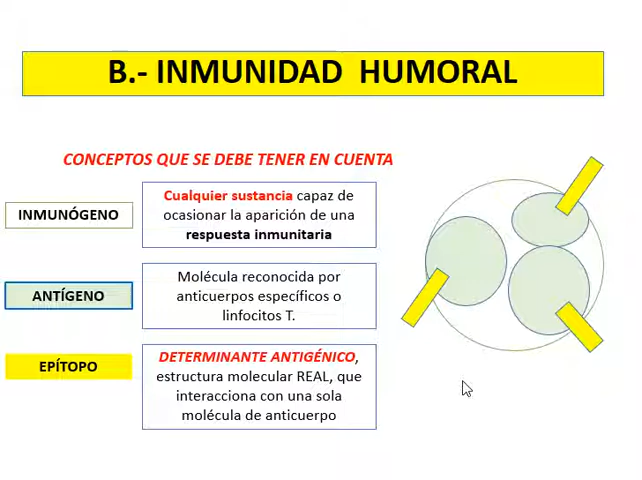 B.- INMUNIDAD HUMORAL
CONCEPTOS QUE SE DEBE TENER EN CUENTA
INMUNÓGENO
Cualquier sustancia capaz de
ocasionar la aparición de una
respuesta inmunitaria
ANTÍGENO
Molécula reconocida por
anticuerpos específicos o
linfocitos T.
EPÍTOPO
DETERMINANTE ANTIGÉNICO,
estructura molecular REAL, que
interacciona con una sola
molécula de anticuerpo